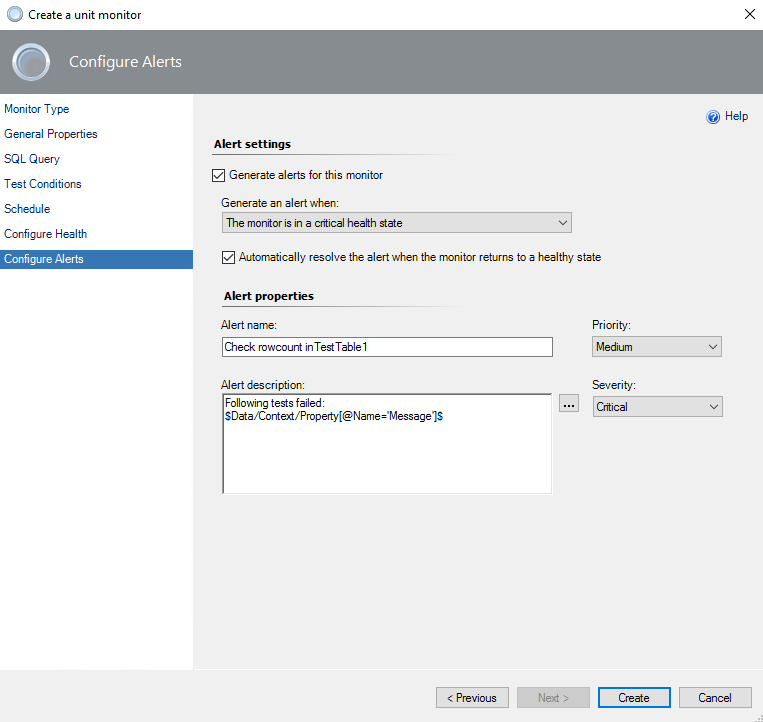 Create a unit monitor
Configure Alerts
Monitor Type
General Properties
SQL Query
Test Conditions
Schedule
Configure Health
Configure Alerts
Help
Alert settings
Generate alerts for this monitor
Generate an alert when:
The monitor is in a critical health state
Automatically resolve the alert when the monitor returns to a healthy state
Alert properties
Alert name:
Check rowcount inTestTable1
Priority:
Medium
Alert description:
Following tests failed:
$Data/Context/Property[@Name='Message']$
...
Severity:
Critical
< Previous
Next >
Create
Cancel